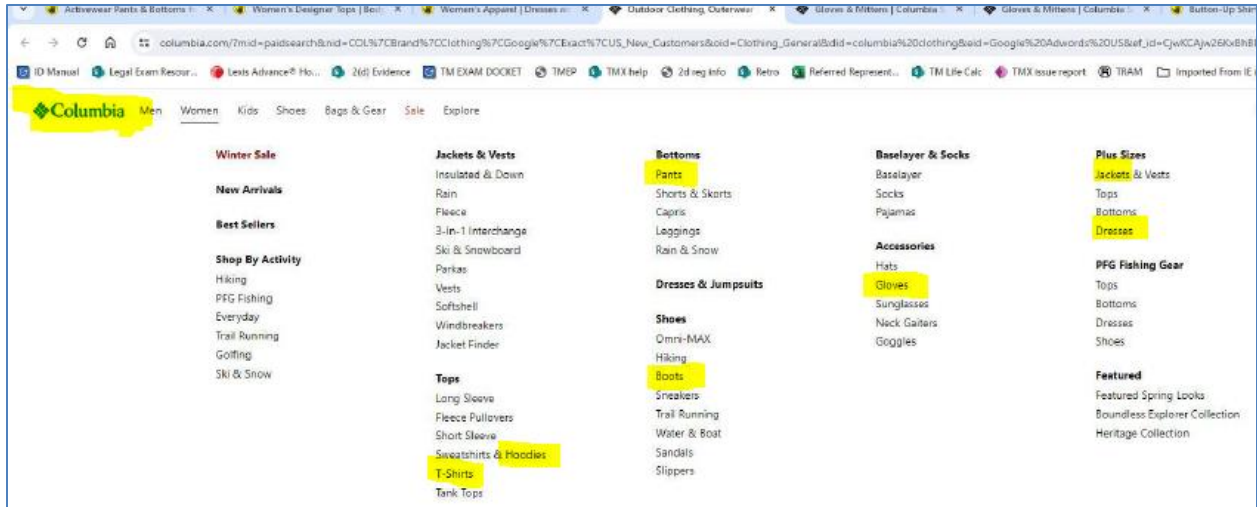 Activewear Pants & Bottoms
Women's Designer Tops |
Women's Apparel | Dresses
Outdoor Clothing, Outerwear
Gloves & Mittens | Columbia
Gloves & Mittens | Columbia
Button-Up Shir
columbia.com/?mid=paidsearch&nid=COL%7CBrand%7CClothing%7CGoogle%7CExact%7CUS_New_Customers&oid=Clothing_General&did=columbia%20clothing&eid=Google%20Adwords%20US&ef_id=
ID Manual
Legal Exam Resour...
Lexis Advance® Ho...
2(d) Evidence
TM EXAM DOCKET
TMEP
TMX help
2d reg info
Retro
Referred Represent...
TM Life Calc
TMX issue report
TRAM
Imported From IE
Columbia
Men
Women
Kids
Shoes
Bags & Gear
Sale
Explore
Winter Sale
New Arrivals
Best Sellers
Shop By Activity
Hiking
PFG Fishing
Everyday
Trail Running
Golfing
Ski & Snow
Jackets & Vests
Insulated & Down
Rain
Fleece
3-in-1 Interchange
Ski & Snowboard
Parkas
Vests
Softshell
Windbreakers
Jacket Finder
Tops
Long Sleeve
Fleece Pullovers
Short Sleeve
Sweatshirts & Hoodies
T-Shirts
Tank Tops
Bottoms
Pants
Shorts & Skorts
Capris
Leggings
Rain & Snow
Dresses & Jumpsuits
Shoes
Omni-MAX
Hiking
Boots
Sneakers
Trail Running
Water & Boat
Sandals
Slippers
Baselayer & Socks
Baselayer
Socks
Pajamas
Accessories
Hats
Gloves
Sunglasses
Neck Gaiters
Goggles
Plus Sizes
Jackets & Vests
Tops
Bottoms
Dresses
PFG Fishing Gear
Tops
Bottoms
Dresses
Shoes
Featured
Featured Spring Looks
Boundless Explorer Collection
Heritage Collection